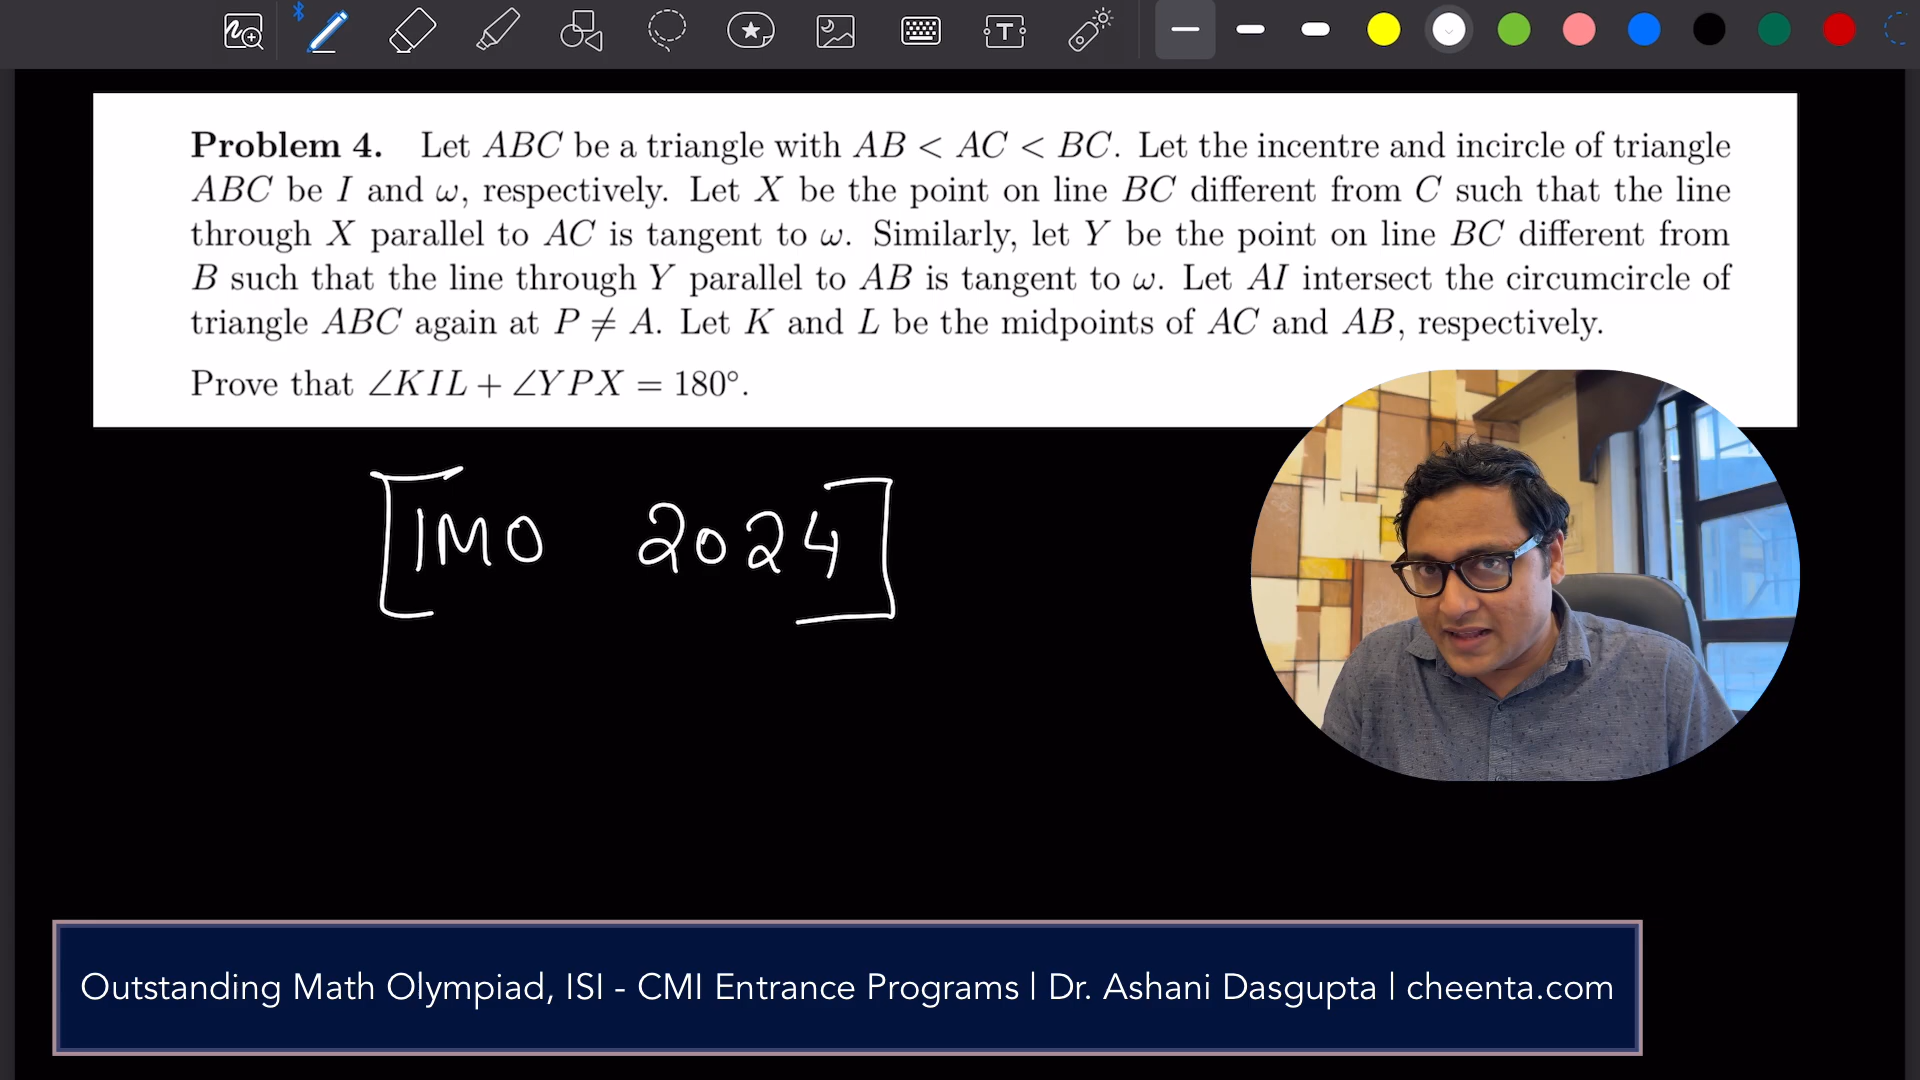 Problem 4. Let ABC be a triangle with AB < AC < BC. Let the incentre and incircle of triangle
ABC be I and ω, respectively. Let X be the point on line BC different from C such that the line
through X parallel to AC is tangent to ω. Similarly, let Y be the point on line BC different from
B such that the line through Y parallel to AB is tangent to ω. Let AI intersect the circumcircle of
triangle ABC again at P ≠ A. Let K and L be the midpoints of AC and AB, respectively.
Prove that ∠KIL + ∠YPX = 180°.
[IMO 2024]
Outstanding Math Olympiad, ISI - CMI Entrance Programs | Dr. Ashani Dasgupta | cheenta.com